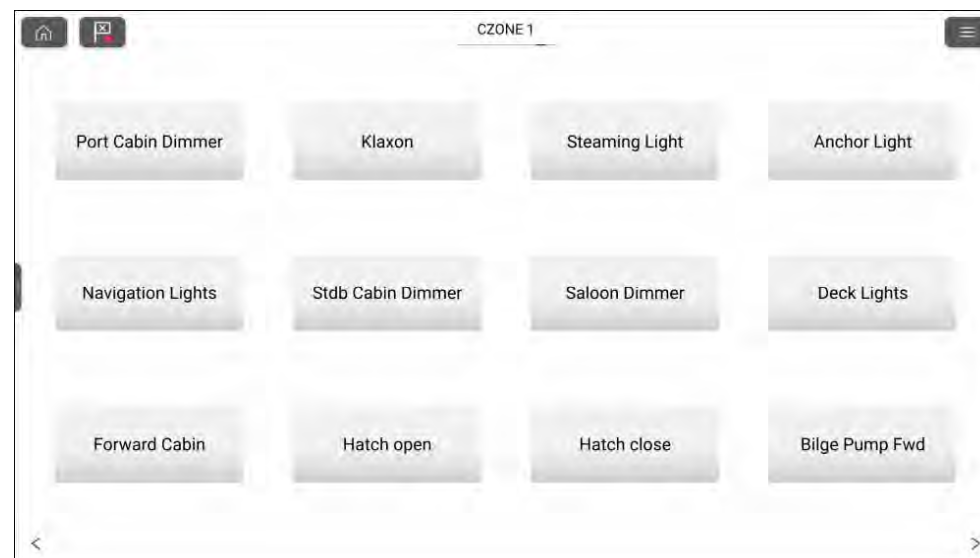 CZONE 1
Port Cabin Dimmer
Klaxon
Steaming Light
Anchor Light
Navigation Lights
Stdb Cabin Dimmer
Saloon Dimmer
Deck Lights
Forward Cabin
Hatch open
Hatch close
Bilge Pump Fwd